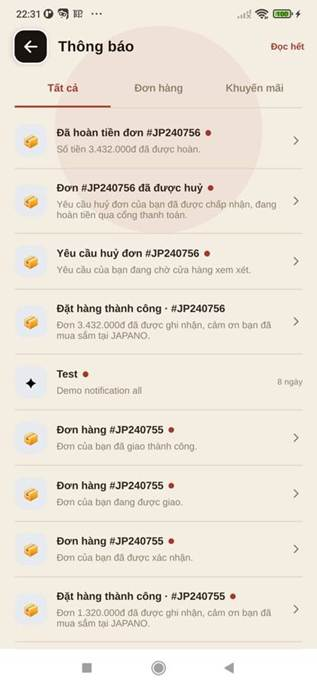 22:31
100
Thông báo
Đọc hết
Tất cả
Đơn hàng
Khuyến mãi
Đã hoàn tiền đơn #JP240756
Số tiền 3.432.000đ đã được hoàn.
Đơn #JP240756 đã được huỷ
Yêu cầu huỷ đơn của bạn đã được chấp nhận, đang
hoàn tiền qua cổng thanh toán.
Yêu cầu huỷ đơn #JP240756
Yêu cầu của bạn đang chờ cửa hàng xem xét.
Đặt hàng thành công · #JP240756
Đơn 3.432.000đ đã được ghi nhận, cảm ơn bạn đã
mua sắm tại JAPANO.
Test
8 ngày
Demo notification all
Đơn hàng #JP240755
Đơn của bạn đã giao thành công.
Đơn hàng #JP240755
Đơn của bạn đang được giao.
Đơn hàng #JP240755
Đơn của bạn đã được xác nhận.
Đặt hàng thành công · #JP240755
Đơn 1.320.000đ đã được ghi nhận, cảm ơn bạn đã
mua sắm tại JAPANO.